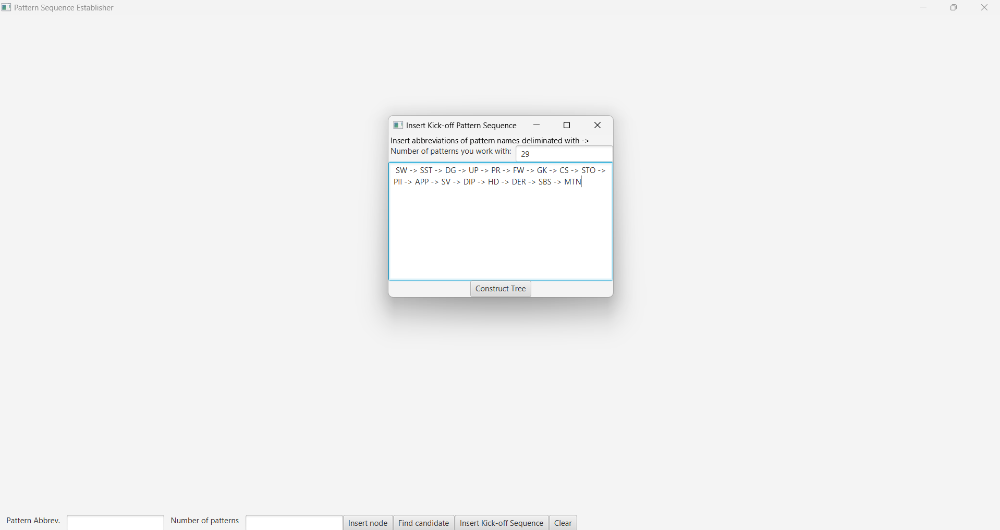 Pattern Sequence Establisher
Insert Kick-off Pattern Sequence
Insert abbreviations of pattern names deliminated with ->
Number of patterns you work with: 29
SW -> SST -> DG -> UP -> PR -> FW -> GK -> CS -> STO ->
PII -> APP -> SV -> DIP -> HD -> DER -> SBS -> MTN
Construct Tree
Pattern Abbrev. Number of patterns Insert node Find candidate Insert Kick-off Sequence Clear